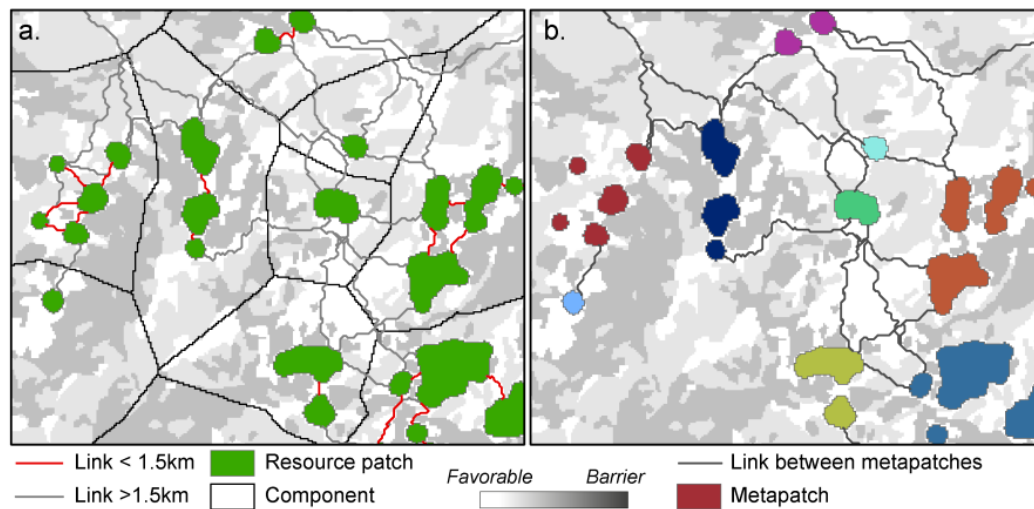 a.
b.
Link < 1.5km
Resource patch
Favorable
Barrier
Link between metapatches
Link >1.5km
Component
Metapatch